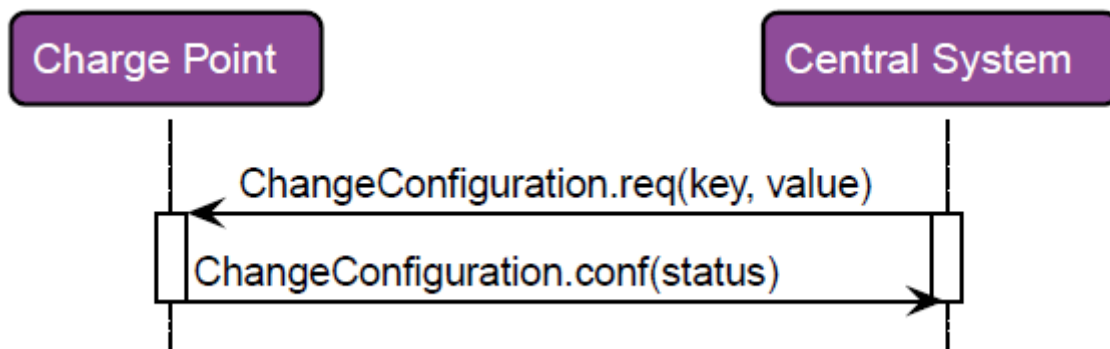 Charge Point
Central System
ChangeConfiguration.req(key, value)
ChangeConfiguration.conf(status)